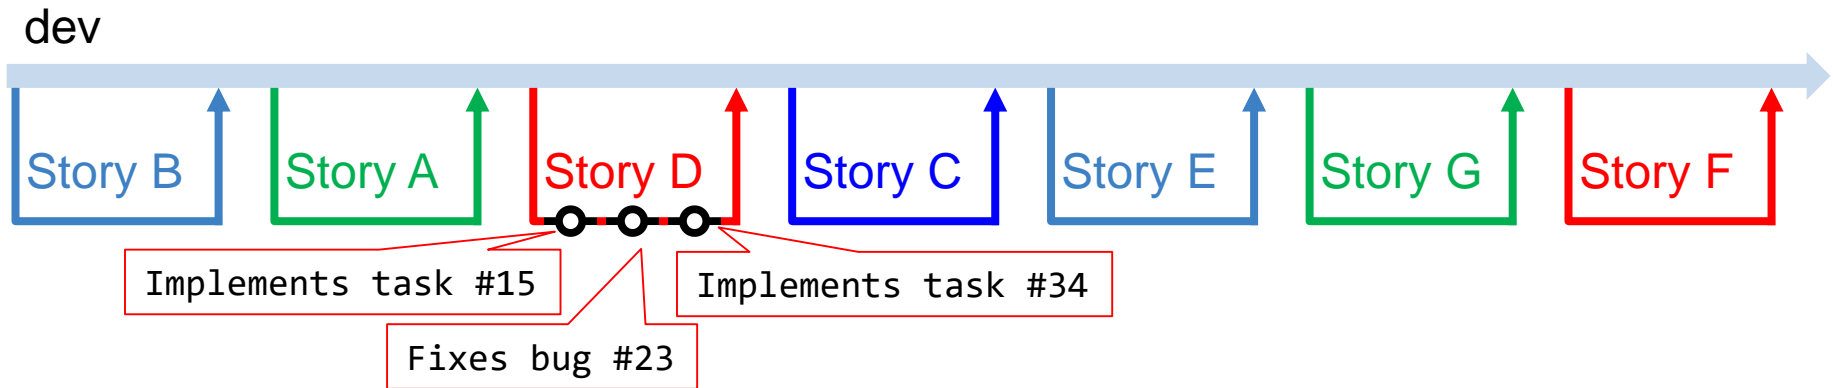 dev
Story B
Story A
Story D
Story C
Story E
Story G
Story F
Implements task #15
Implements task #34
Fixes bug #23